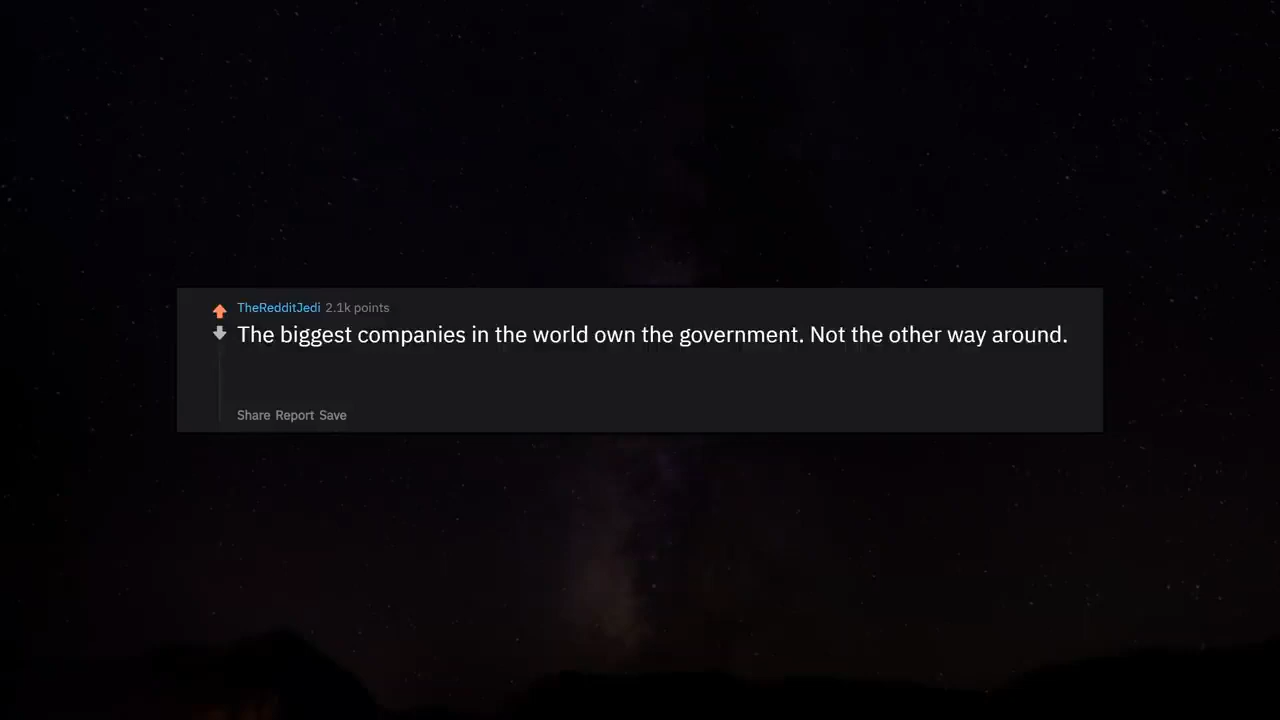 TheRedditJedi 2.1k points
The biggest companies in the world own the government. Not the other way around.
Share Report Save